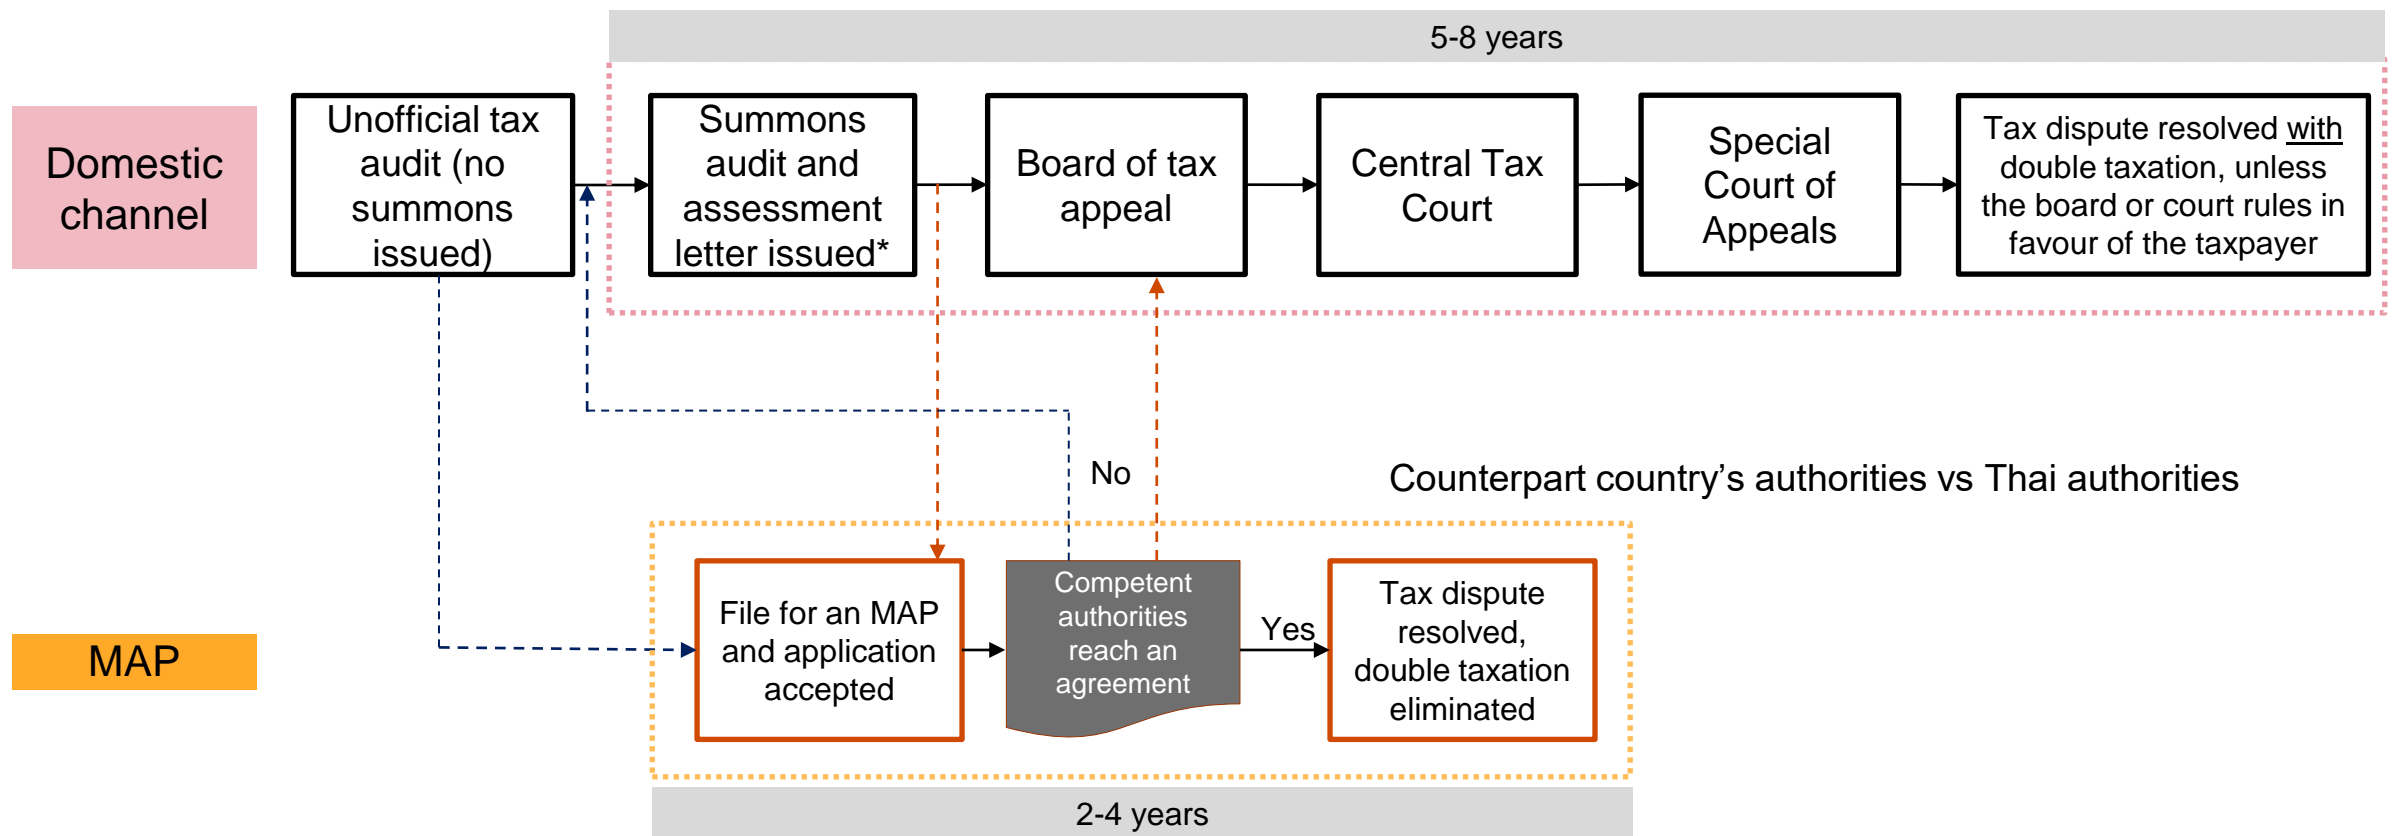 5-8 years
Domestic
channel
Unofficial tax
audit (no
summons
issued)
Summons
audit and
assessment
letter issued*
Board of tax
appeal
Central Tax
Court
Special
Court of
Appeals
Tax dispute resolved with
double taxation, unless
the board or court rules in
favour of the taxpayer
No
Counterpart country’s authorities vs Thai authorities
MAP
File for an MAP
and application
accepted
Competent
authorities
reach an
agreement
Yes
Tax dispute
resolved,
double taxation
eliminated
2-4 years